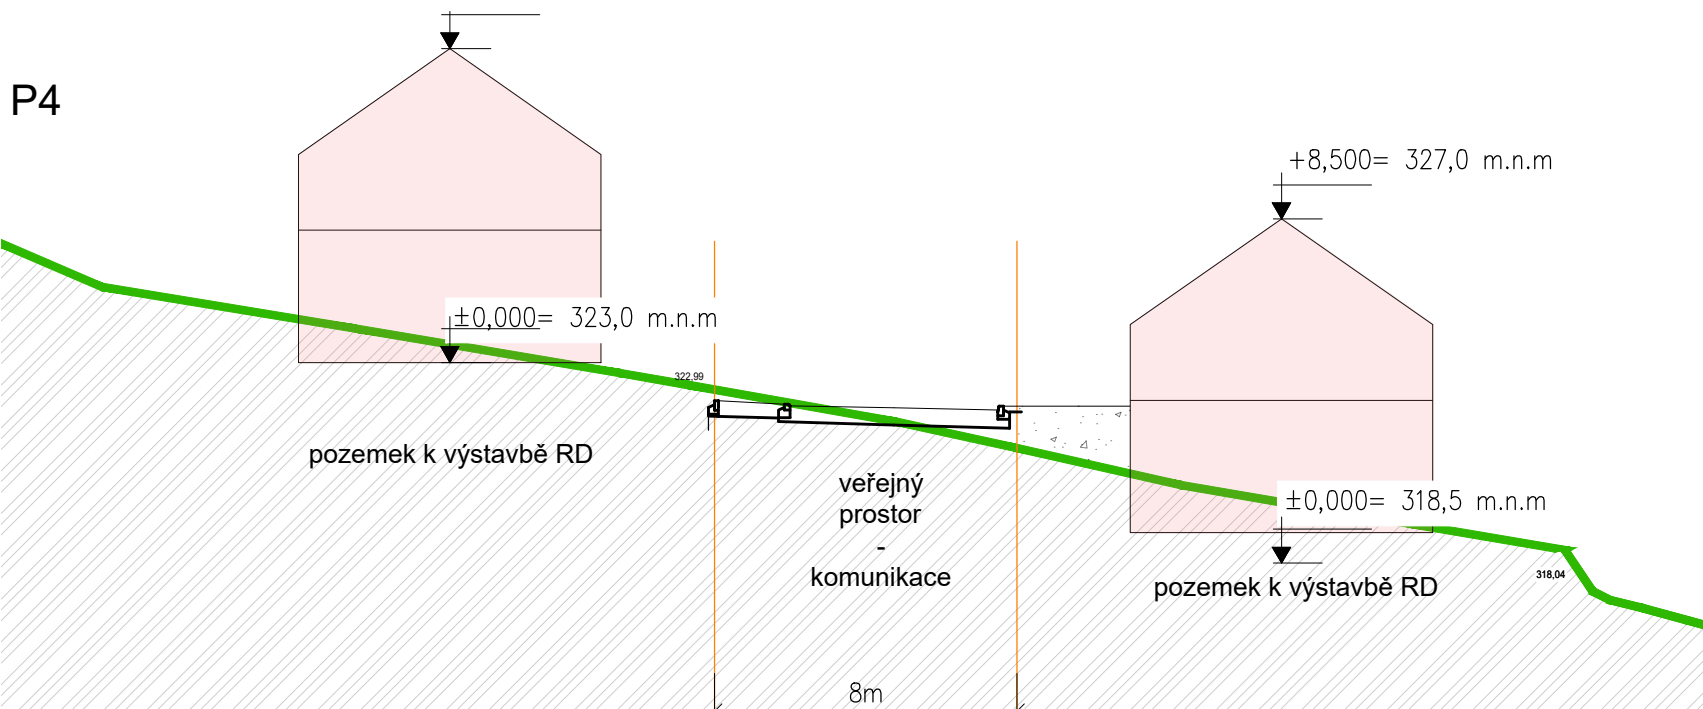 P4
+8,500= 327,0 m.n.m
±0,000= 323,0 m.n.m
322,99
pozemek k výstavbě RD
veřejný
prostor
-
komunikace
±0,000= 318,5 m.n.m
318,04
pozemek k výstavbě RD
8m